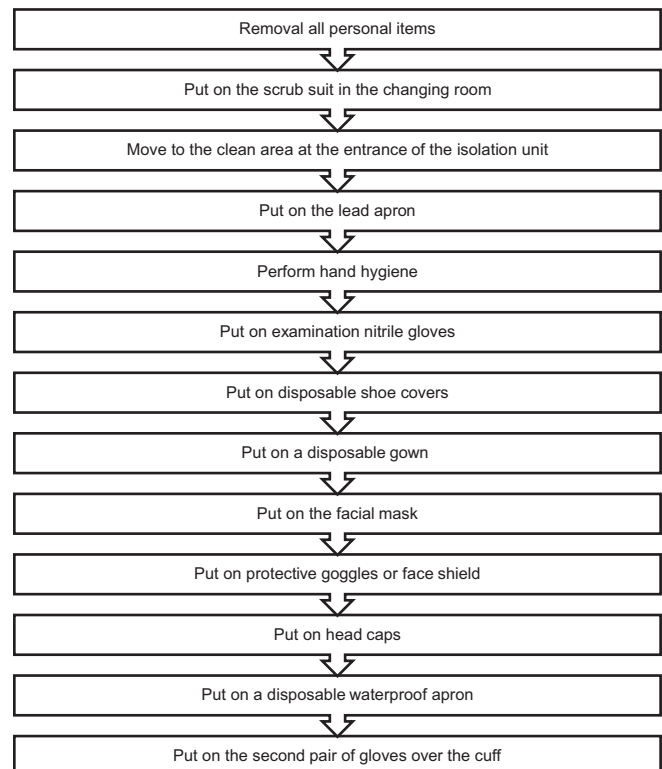 Removal all personal items
Put on the scrub suit in the changing room
Move to the clean area at the entrance of the isolation unit
Put on the lead apron
Perform hand hygiene
Put on examination nitrile gloves
Put on disposable shoe covers
Put on a disposable gown
Put on the facial mask
Put on protective goggles or face shield
Put on head caps
Put on a disposable waterproof apron
Put on the second pair of gloves over the cuff